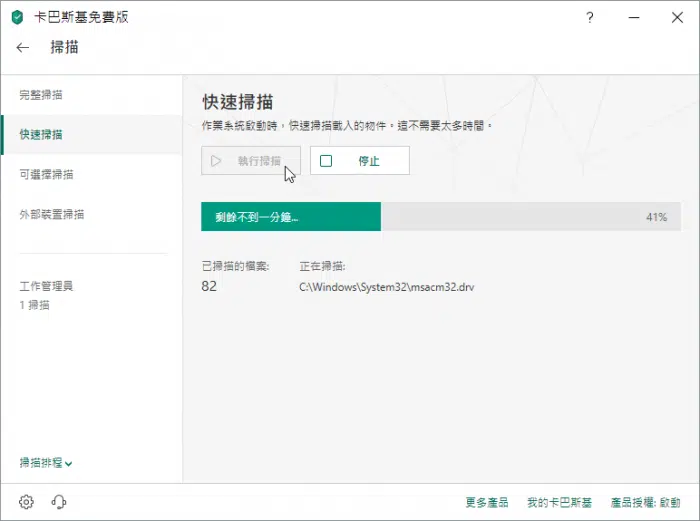 卡巴斯基免費版
?
掃描
完整掃描
快速掃描
可選擇掃描
外部裝置掃描
工作管理員
1 掃描
掃描排程
快速掃描
作業系統啟動時，快速掃描載入的物件。這不需要太多時間。
執行掃描
停止
剩餘不到一分鐘...
41%
已掃描的檔案:
正在掃描:
82
C:\Windows\System32\msacm32.drv
更多產品
我的卡巴斯基
產品授權: 啟動